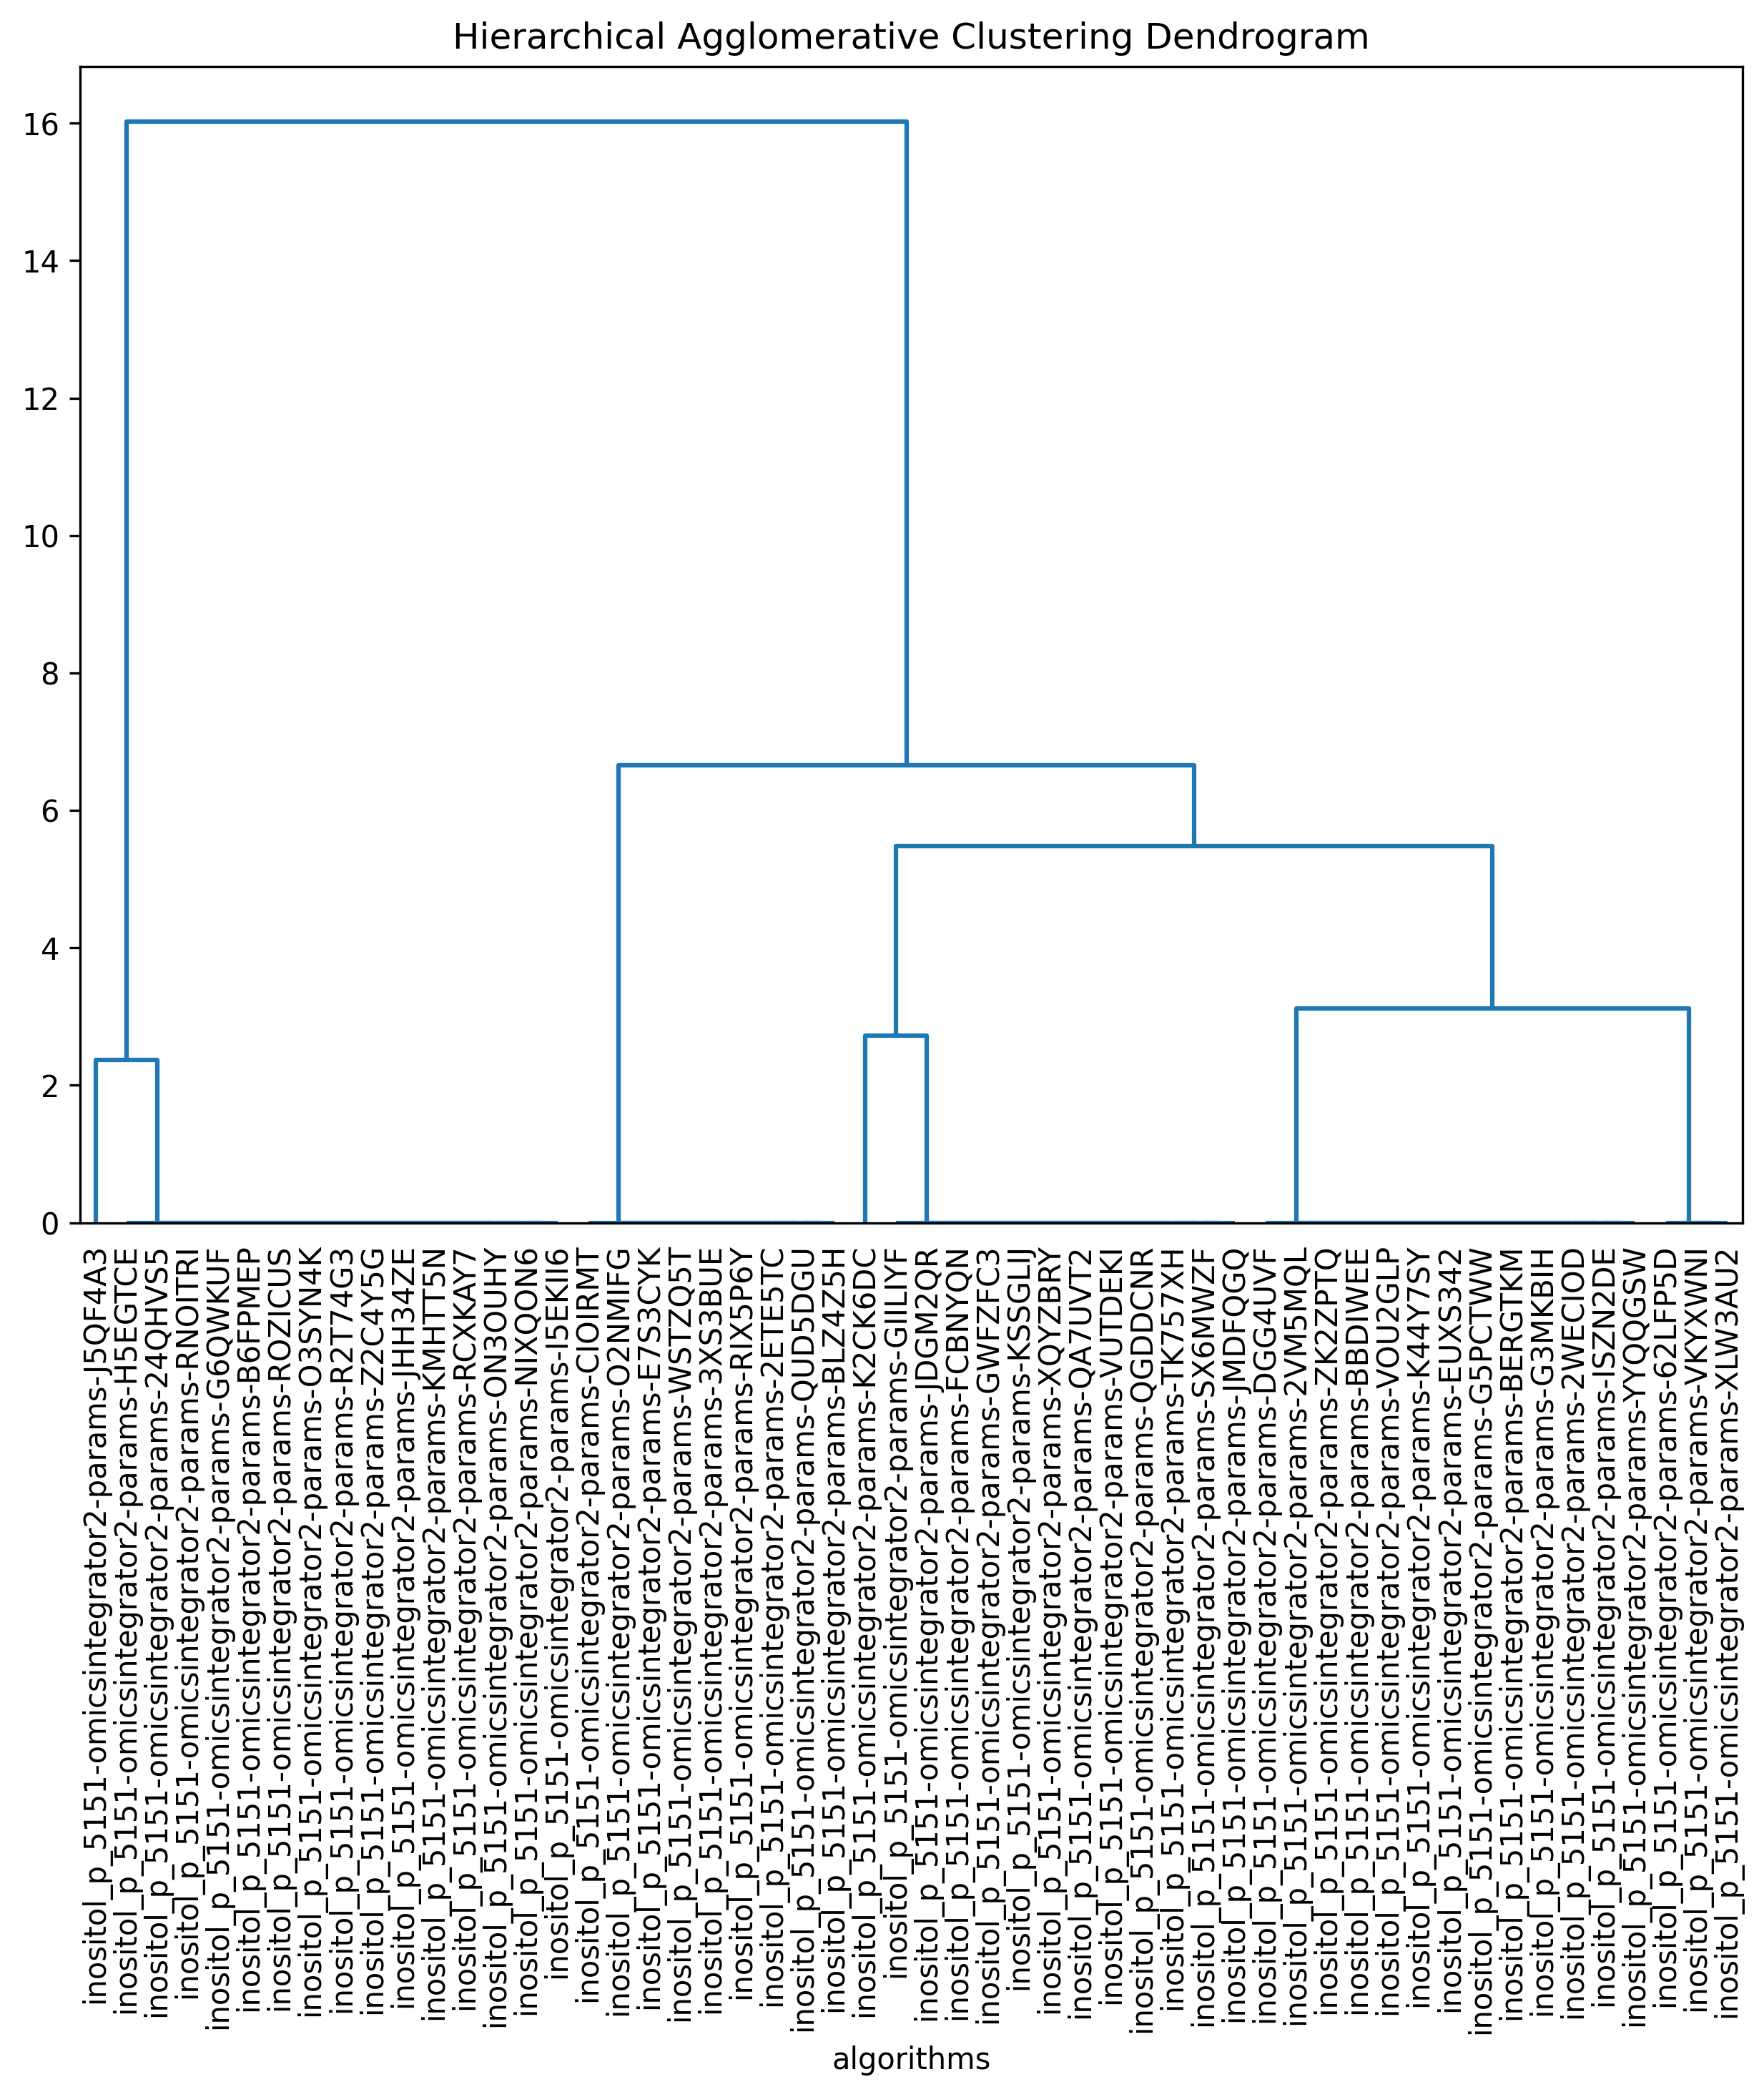 Hierarchical Agglomerative Clustering Dendrogram
16
14
12
10
8
6
4
2
0
inositol_p_5151-omicsintegrator2-params-J5QF4A3
inositol_p_5151-omicsintegrator2-params-H5EGTCE
inositol_p_5151-omicsintegrator2-params-24QHVS5
inositol_p_5151-omicsintegrator2-params-RNOITRI
inositol_p_5151-omicsintegrator2-params-G6QWKUF
inositol_p_5151-omicsintegrator2-params-B6FPMEP
inositol_p_5151-omicsintegrator2-params-ROZICUS
inositol_p_5151-omicsintegrator2-params-O3SYN4K
inositol_p_5151-omicsintegrator2-params-R2T74G3
inositol_p_5151-omicsintegrator2-params-Z2C4Y5G
inositol_p_5151-omicsintegrator2-params-JHH34ZE
inositol_p_5151-omicsintegrator2-params-KMHTT5N
inositol_p_5151-omicsintegrator2-params-RCXKAY7
inositol_p_5151-omicsintegrator2-params-ON3OUHY
inositol_p_5151-omicsintegrator2-params-NIXQON6
inositol_p_5151-omicsintegrator2-params-I5EKII6
inositol_p_5151-omicsintegrator2-params-CIOIRMT
inositol_p_5151-omicsintegrator2-params-O2NMIFG
inositol_p_5151-omicsintegrator2-params-E7S3CYK
inositol_p_5151-omicsintegrator2-params-WSTZQ5T
inositol_p_5151-omicsintegrator2-params-3XS3BUE
inositol_p_5151-omicsintegrator2-params-RIX5P6Y
inositol_p_5151-omicsintegrator2-params-2ETE5TC
inositol_p_5151-omicsintegrator2-params-QUD5DGU
inositol_p_5151-omicsintegrator2-params-BLZ4Z5H
inositol_p_5151-omicsintegrator2-params-K2CK6DC
inositol_p_5151-omicsintegrator2-params-GIILIYF
inositol_p_5151-omicsintegrator2-params-JDGM2QR
inositol_p_5151-omicsintegrator2-params-FCBNYQN
inositol_p_5151-omicsintegrator2-params-GWFZFC3
inositol_p_5151-omicsintegrator2-params-KSSGLIJ
inositol_p_5151-omicsintegrator2-params-XQYZBRY
inositol_p_5151-omicsintegrator2-params-QA7UVT2
inositol_p_5151-omicsintegrator2-params-VUTDEKI
inositol_p_5151-omicsintegrator2-params-QGDDCNR
inositol_p_5151-omicsintegrator2-params-TK757XH
inositol_p_5151-omicsintegrator2-params-SX6MWZF
inositol_p_5151-omicsintegrator2-params-JMDFQGQ
inositol_p_5151-omicsintegrator2-params-DGG4UVF
inositol_p_5151-omicsintegrator2-params-2VM5MQL
inositol_p_5151-omicsintegrator2-params-ZK2ZPTQ
inositol_p_5151-omicsintegrator2-params-BBDIWEE
inositol_p_5151-omicsintegrator2-params-VOU2GLP
inositol_p_5151-omicsintegrator2-params-K44Y7SY
inositol_p_5151-omicsintegrator2-params-EUXS342
inositol_p_5151-omicsintegrator2-params-G5PCTWW
inositol_p_5151-omicsintegrator2-params-BERGTKM
inositol_p_5151-omicsintegrator2-params-G3MKBIH
inositol_p_5151-omicsintegrator2-params-2WECIOD
inositol_p_5151-omicsintegrator2-params-ISZN2DE
inositol_p_5151-omicsintegrator2-params-YYQQGSW
inositol_p_5151-omicsintegrator2-params-62LFP5D
inositol_p_5151-omicsintegrator2-params-VKYXWNI
inositol_p_5151-omicsintegrator2-params-XLW3AU2
algorithms